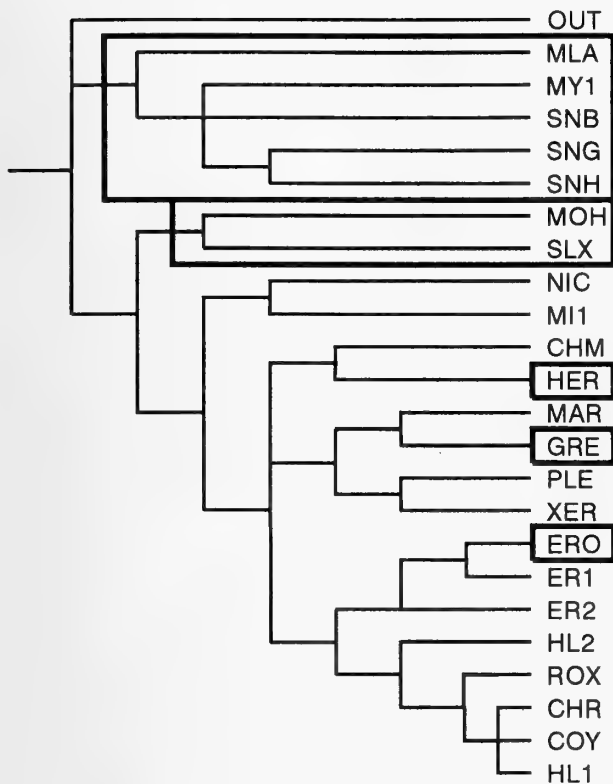 OUT
MLA
MY1
SNB
SNG
SNH
MOH
SLX
NIC
MI1
CHM
HER
MAR
GRE
PLE
XER
ERO
ER1
ER2
HL2
ROX
CHR
COY
HL1